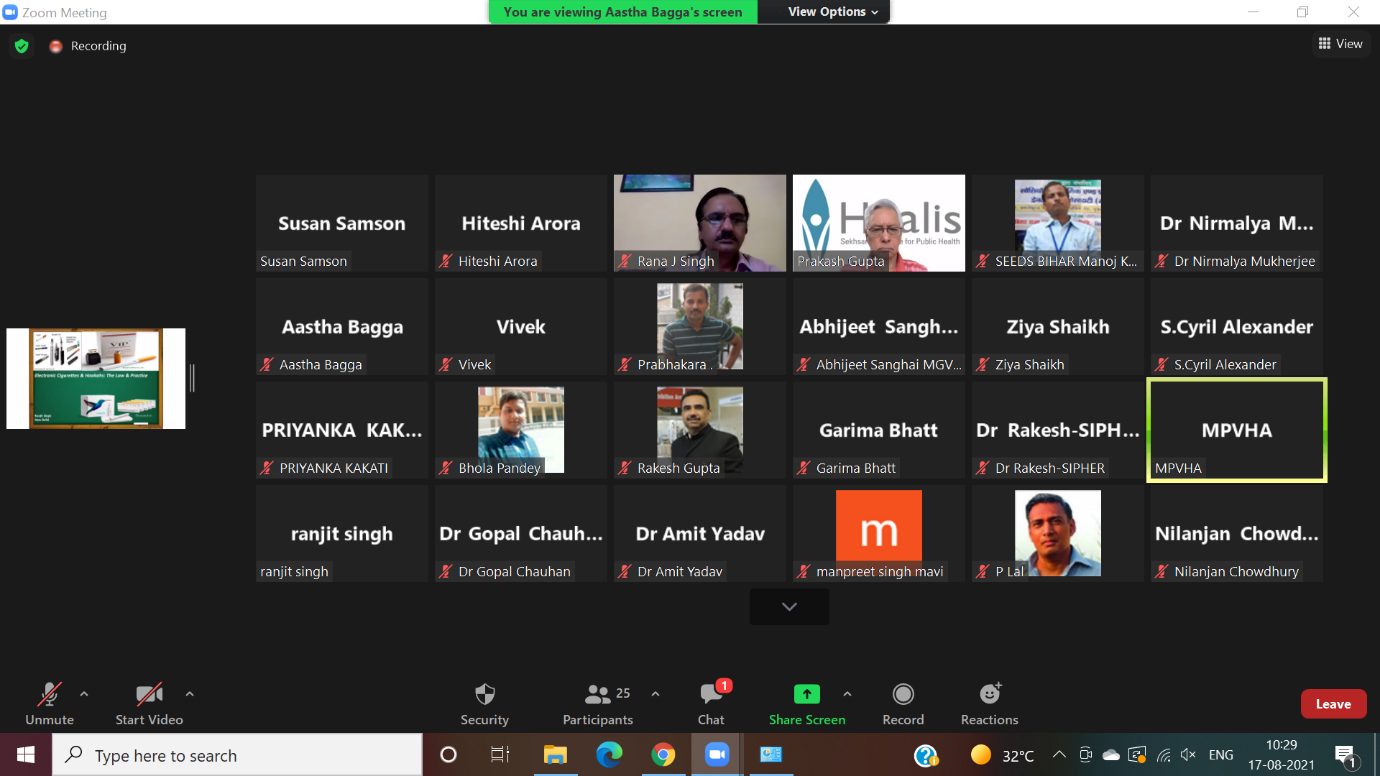 Zoom Meeting
You are viewing Aastha Bagga's screen
View Options
Recording
View
Susan Samson
Susan Samson
Hiteshi Arora
Hiteshi Arora
Rana J Singh
Healis
Sekhsaria for Public Health
Prakash Gupta
SEEDS BIHAR Manoj K...
Dr Nirmalya M...
Dr Nirmalya Mukherjee
Aastha Bagga
Aastha Bagga
Vivek
Vivek
Prabhakara .
Abhijeet Sangh...
Abhijeet Sanghai MGV...
Ziya Shaikh
Ziya Shaikh
S.Cyril Alexander
S.Cyril Alexander
Electronic Cigarettes & Hookahs: The Law & Practice
PRIYANKA KAK...
PRIYANKA KAKATI
Bhola Pandey
Rakesh Gupta
Garima Bhatt
Garima Bhatt
Dr Rakesh-SIPH...
Dr Rakesh-SIPHER
MPVHA
MPVHA
ranjit singh
ranjit singh
Dr Gopal Chauh...
Dr Gopal Chauhan
Dr Amit Yadav
Dr Amit Yadav
m
manpreet singh mavi
P Lal
Nilanjan Chowd...
Nilanjan Chowdhury
Unmute
Start Video
Security
25
Participants
1
Chat
Share Screen
Record
Reactions
Leave
Type here to search
32°C
ENG
10:29
17-08-2021
1